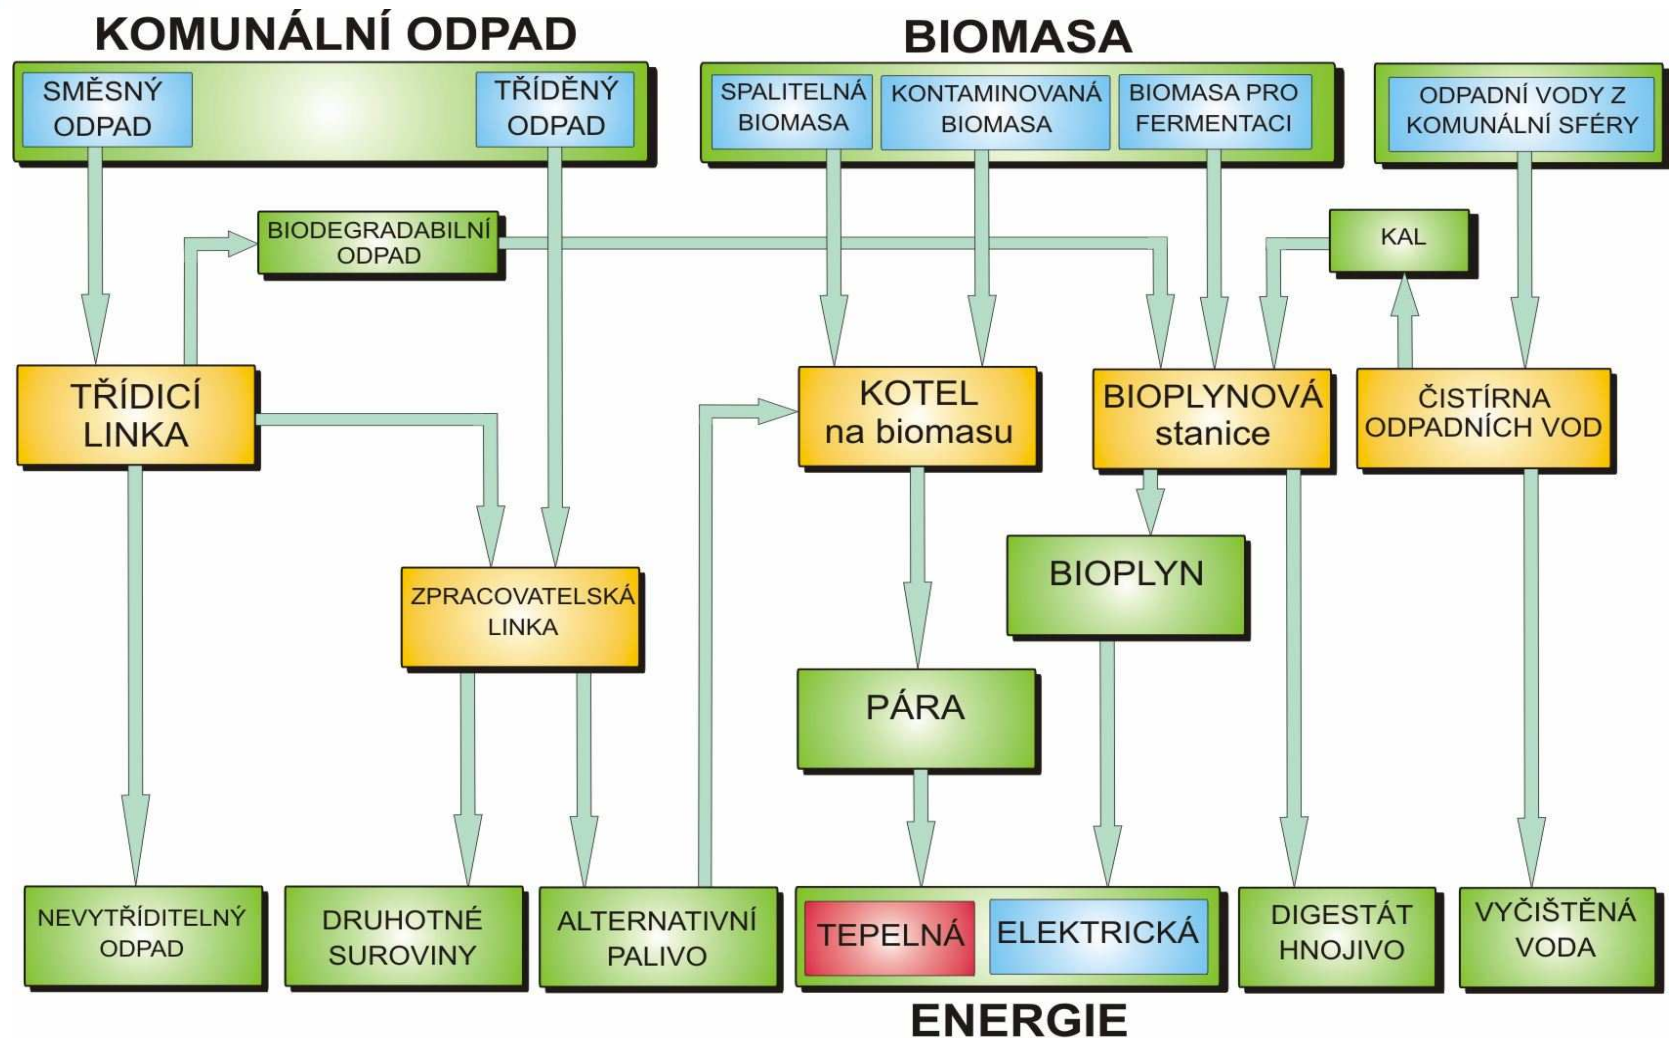 KOMUNÁLNÍ ODPAD
BIOMASA
SMĚSNÝ
ODPAD
TŘÍDĚNÝ
ODPAD
SPALITELNÁ
BIOMASA
KONTAMINOVANÁ
BIOMASA
BIOMASA PRO
FERMENTACI
ODPADNÍ VODY Z
KOMUNÁLNÍ SFÉRY
BIODEGRADABILNÍ
ODPAD
KAL
TŘÍDICÍ
LINKA
KOTEL
na biomasu
BIOPLYNOVÁ
stanice
ČISTÍRNA
ODPADNÍCH VOD
ZPRACOVATELSKÁ
LINKA
BIOPLYN
PÁRA
NEVYTŘÍDITELNÝ
ODPAD
DRUHOTNÉ
SUROVINY
ALTERNATIVNÍ
PALIVO
TEPELNÁ
ELEKTRICKÁ
DIGESTÁT
HNOJIVO
VYČIŠTĚNÁ
VODA
ENERGIE